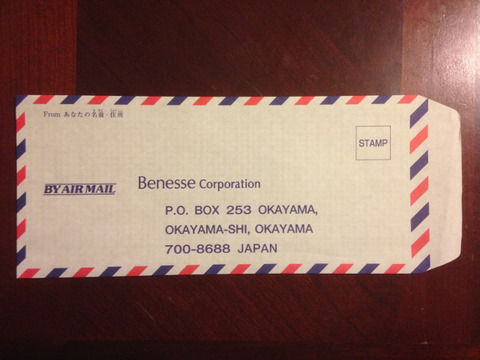 From あなたの名前・住所
STAMP
BY AIR MAIL
Benesse Corporation
P.O. BOX 253 OKAYAMA,
OKAYAMA-SHI, OKAYAMA
700-8688 JAPAN